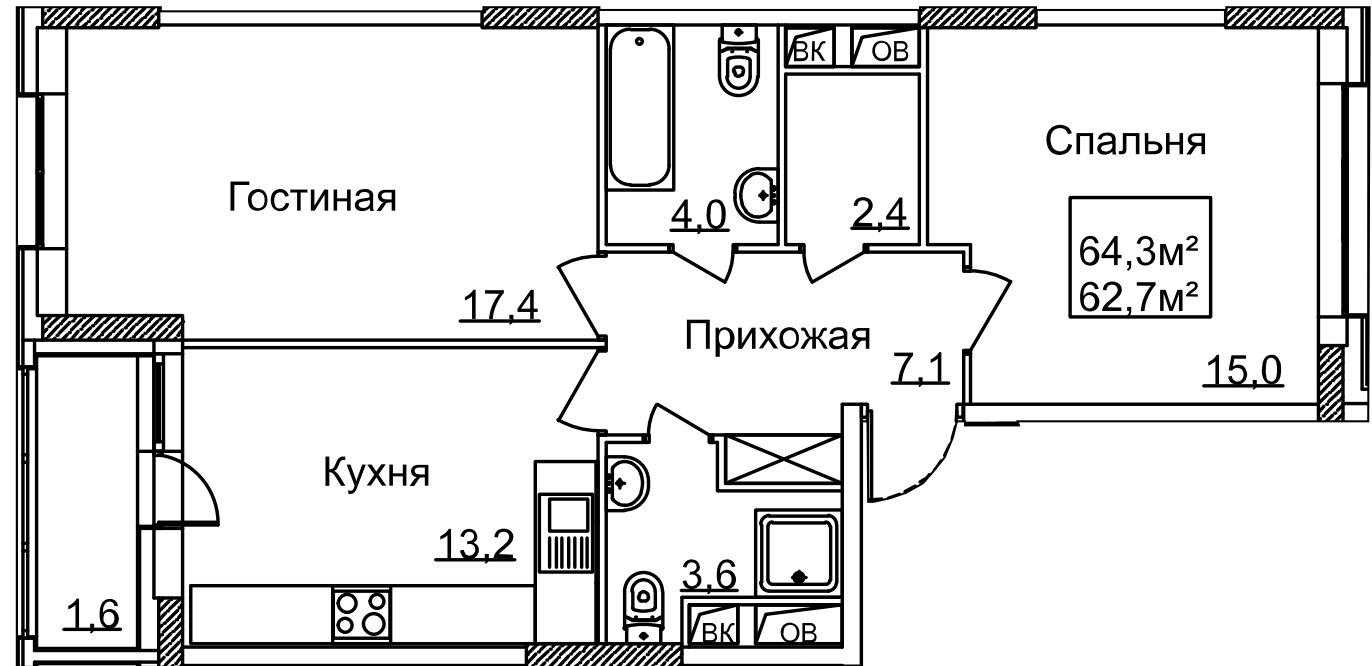 ВК
ОВ
Гостиная
4,0
2,4
Спальня
64,3м²
62,7м²
17,4
Прихожая
7,1
15,0
Кухня
13,2
3,6
1,6
ВК
ОВ